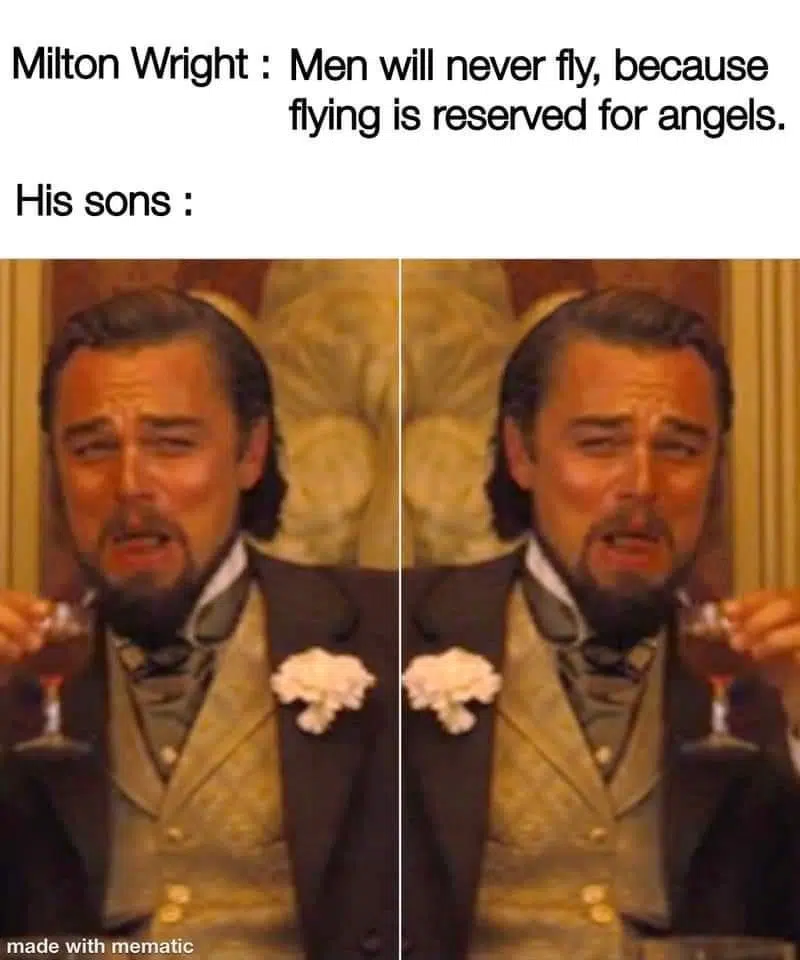 Milton Wright : Men will never fly, because
flying is reserved for angels.
His sons :
made with mematic